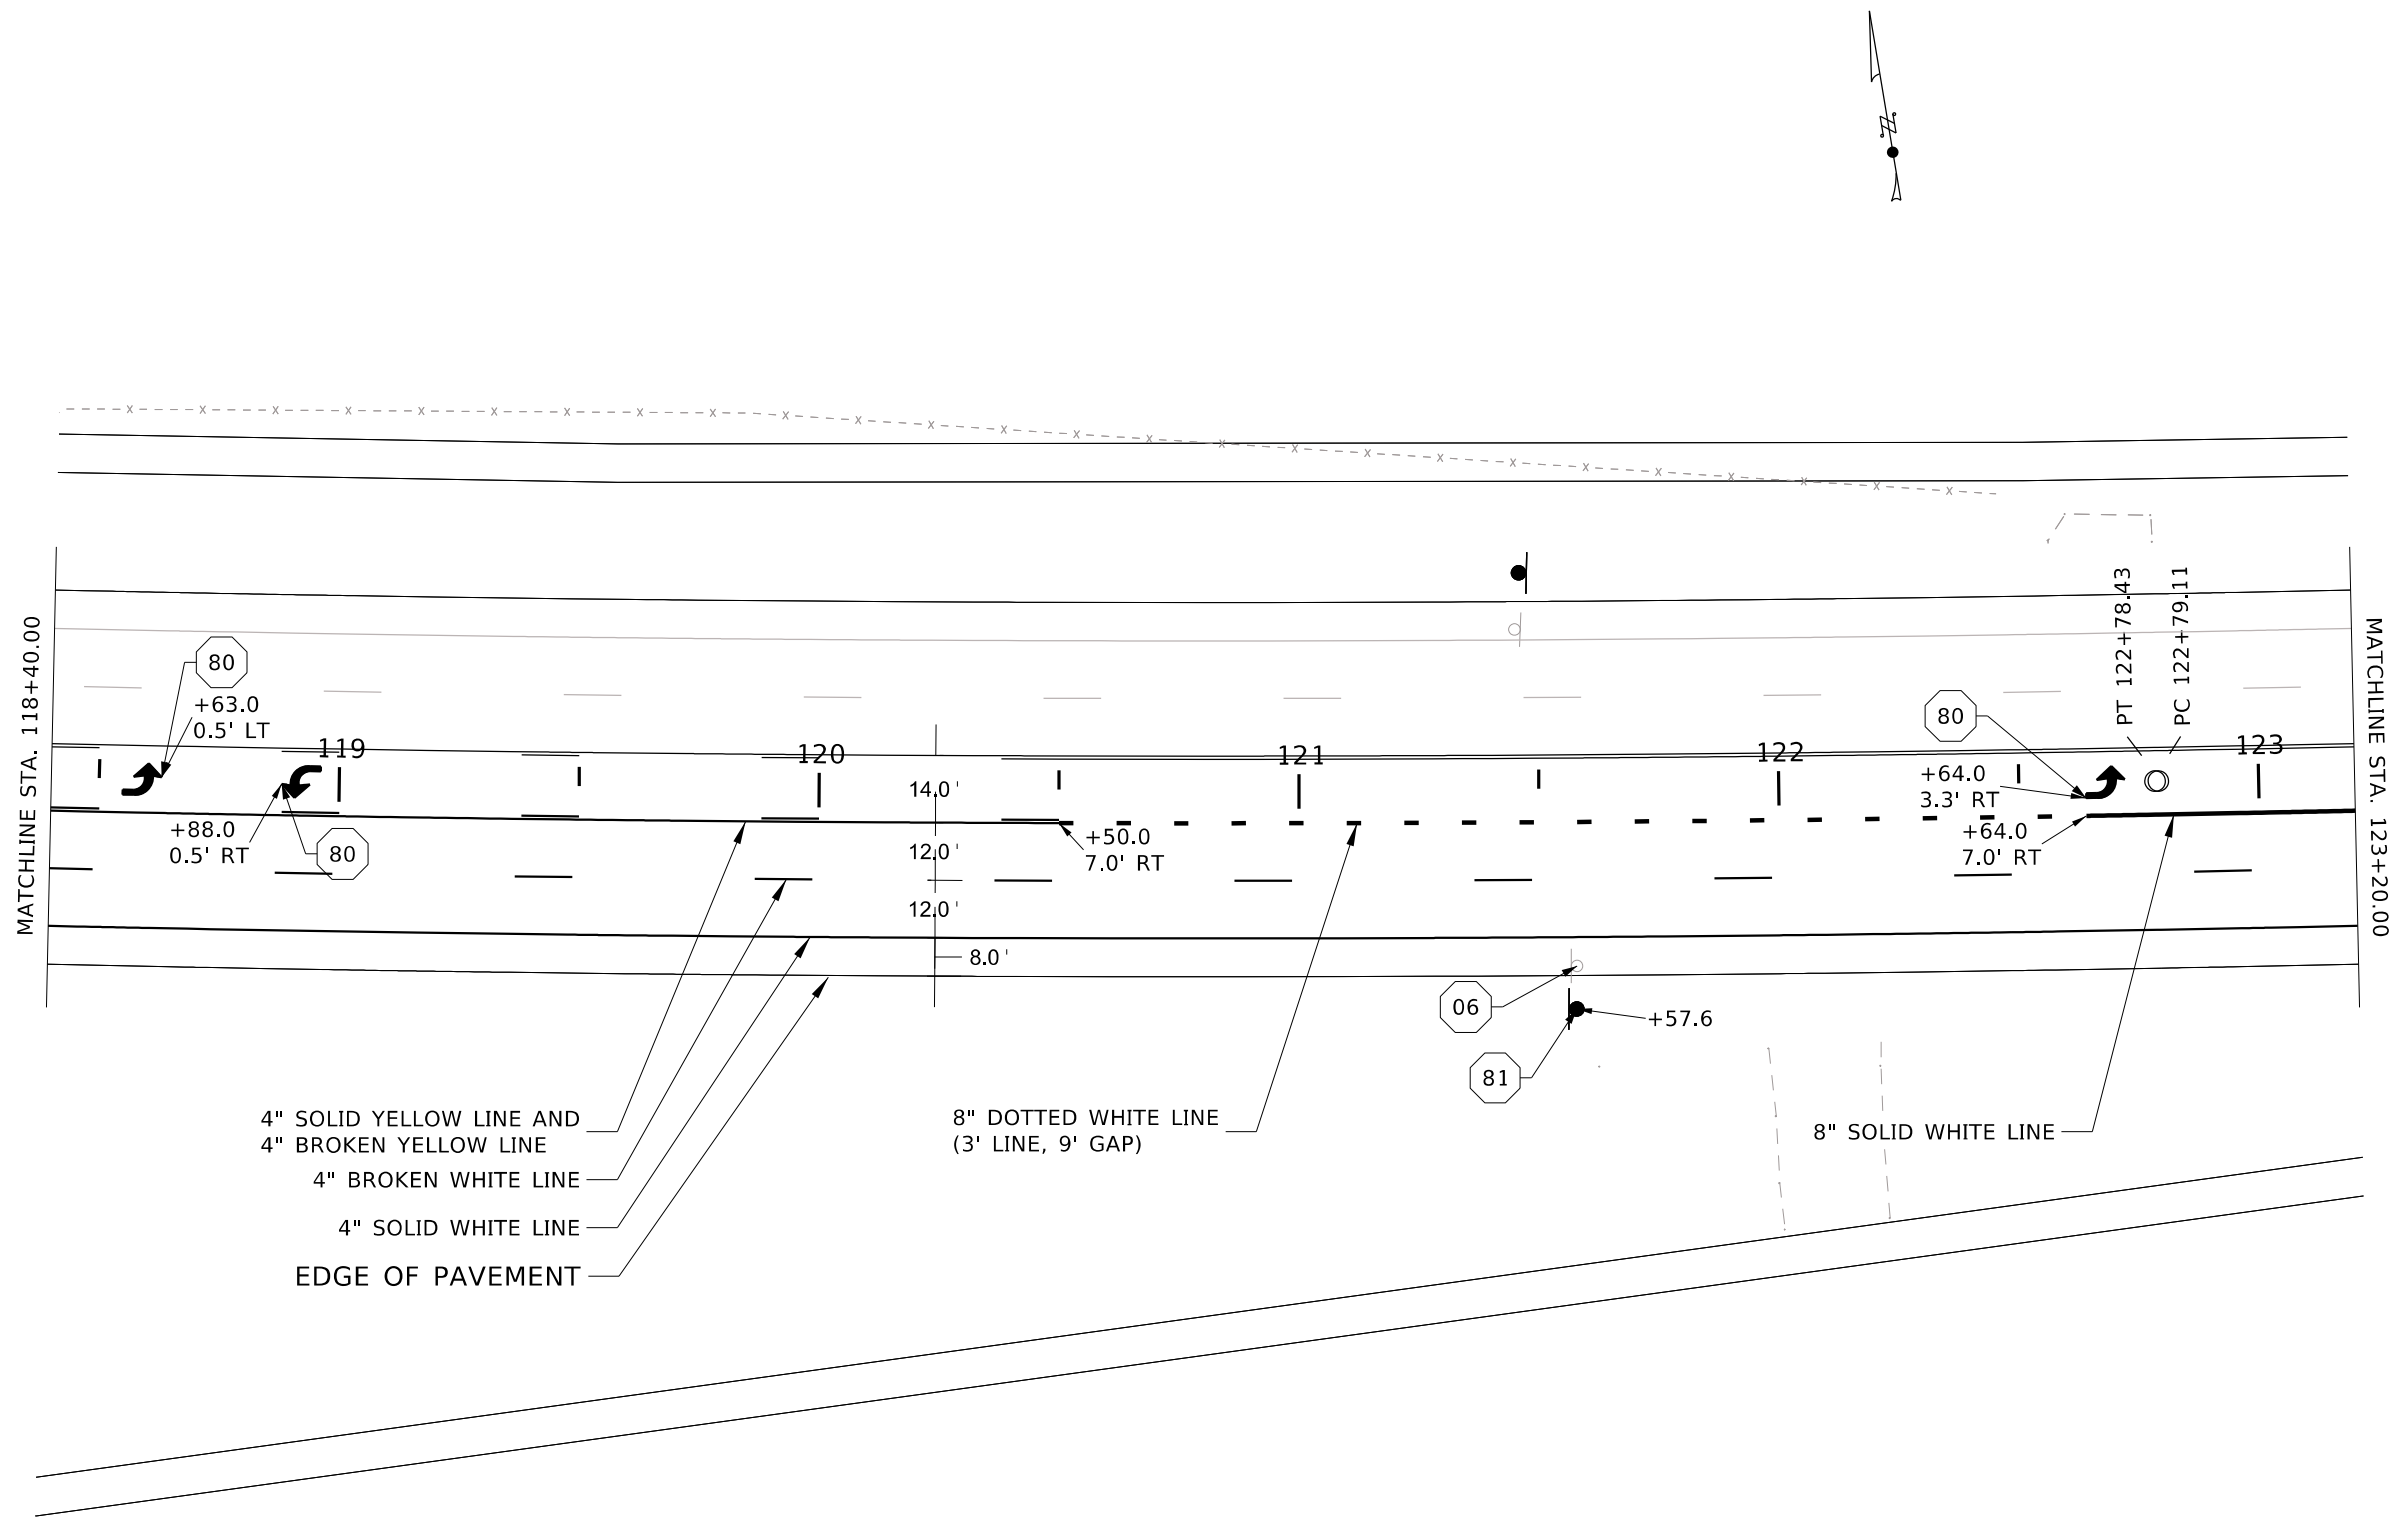 N
PT 122+78.43
PC 122+79.11
MATCHLINE STA. 118+40.00
MATCHLINE STA. 123+20.00
80
+63.0
0.5' LT
80
119
120
121
122
123
14.0'
+64.0
3.3' RT
+88.0
0.5' RT
80
12.0'
+50.0
7.0' RT
+64.0
7.0' RT
12.0'
8.0'
06
+57.6
81
4" SOLID YELLOW LINE AND
4" BROKEN YELLOW LINE
8" DOTTED WHITE LINE
(3' LINE, 9' GAP)
8" SOLID WHITE LINE
4" BROKEN WHITE LINE
4" SOLID WHITE LINE
EDGE OF PAVEMENT